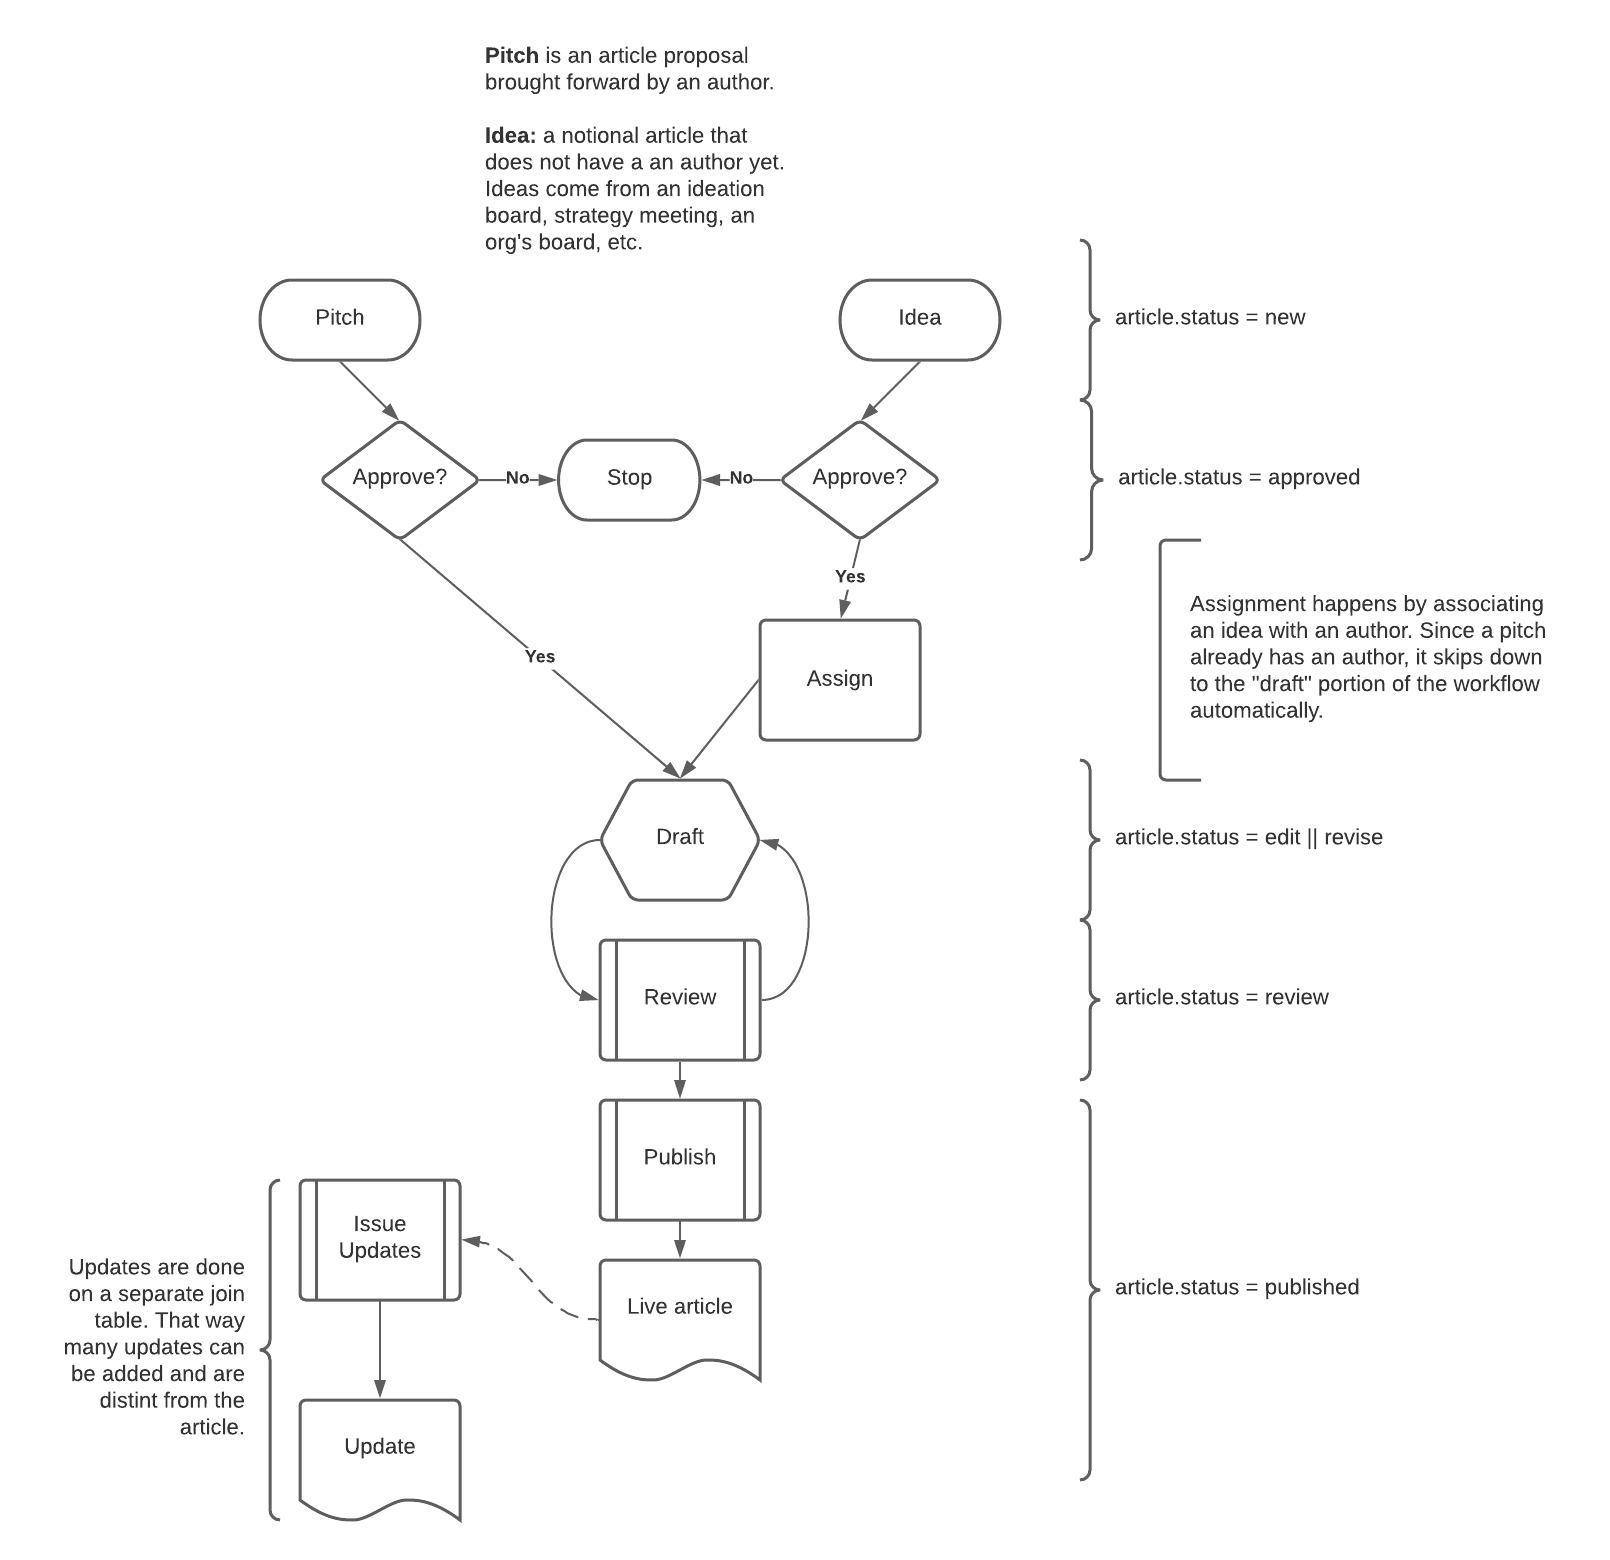 Pitch is an article proposal
brought forward by an author.
Idea: a notional article that
does not have a an author yet.
Ideas come from an ideation
board, strategy meeting, an
org's board, etc.
Pitch
Idea
article.status = new
Approve?
No
Stop
No
Approve?
article.status = approved
Yes
Assignment happens by associating
an idea with an author. Since a pitch
already has an author, it skips down
to the "draft" portion of the workflow
automatically.
Yes
Assign
Draft
article.status = edit || revise
Review
article.status = review
Publish
Issue
Updates
Updates are done
on a separate join
table. That way
many updates can
be added and are
distint from the
article.
Live article
article.status = published
Update